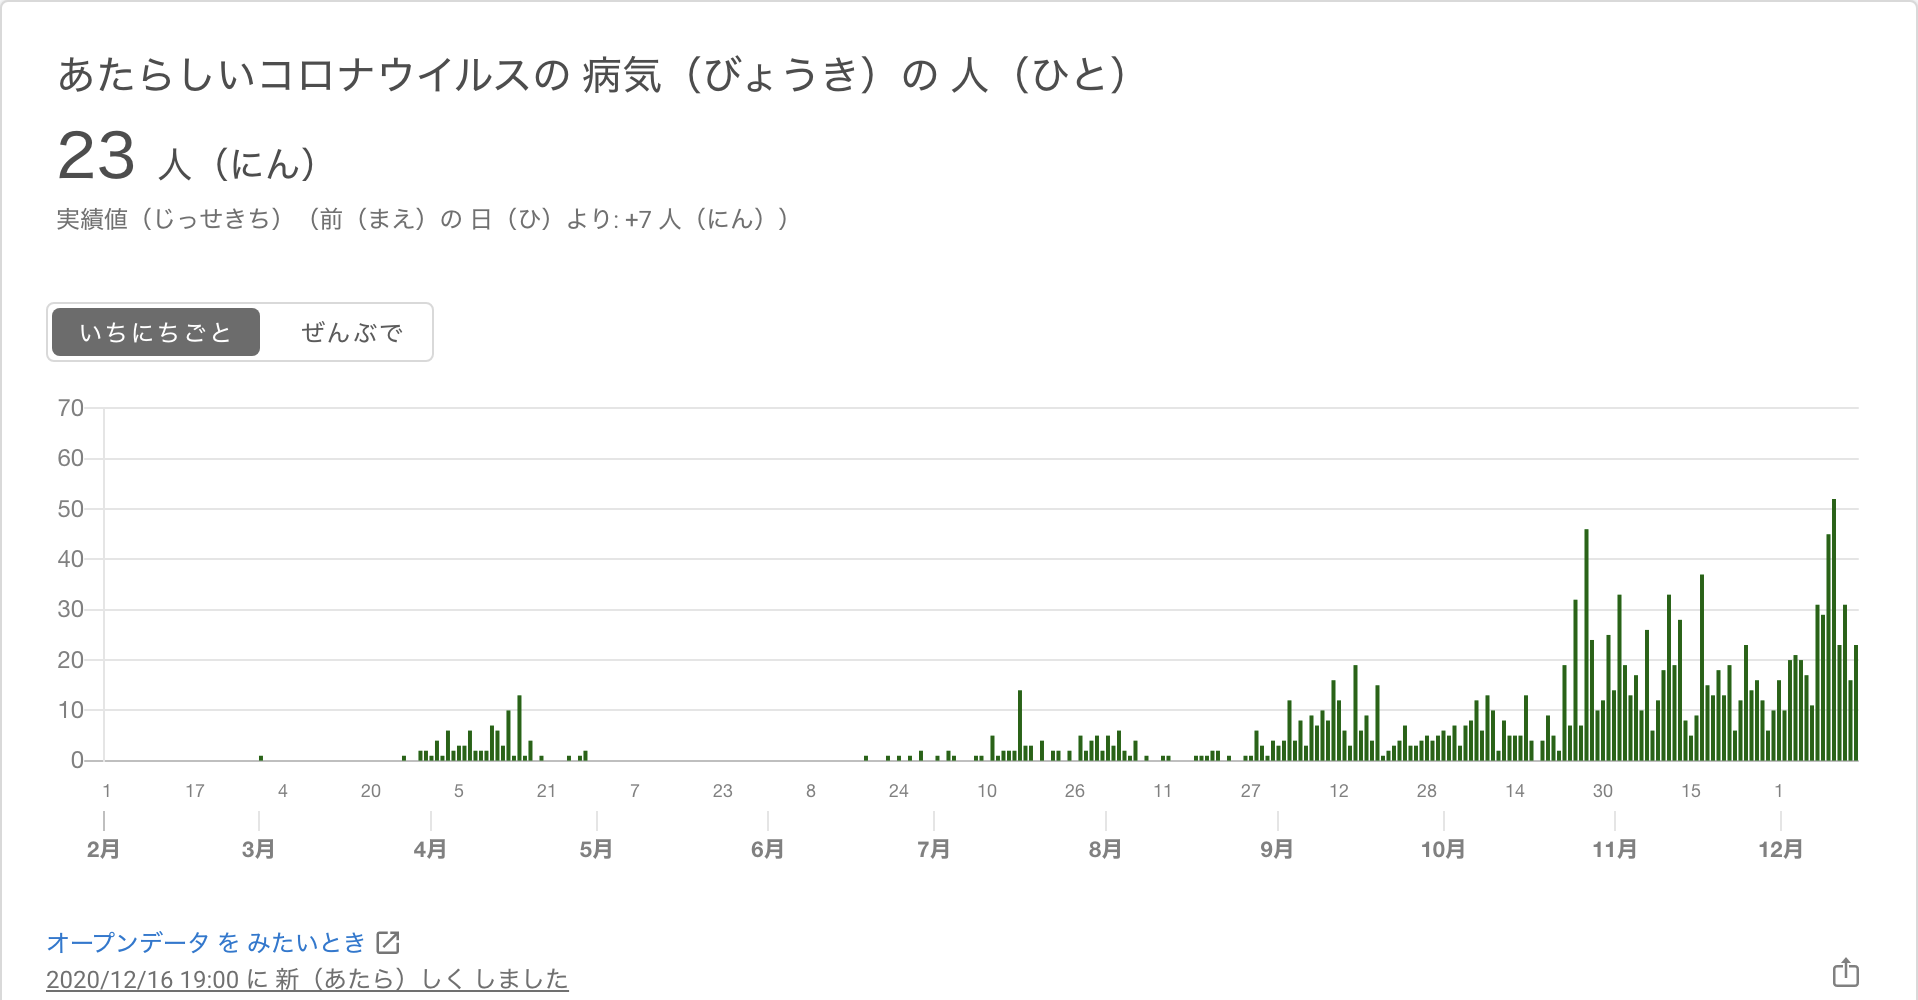 あたらしいコロナウイルスの 病気（びょうき）の 人（ひと）
23 人（にん）
実績値（じっせきち）（前（まえ）の 日（ひ）より: +7 人（にん））
いちにちごと ぜんぶで
70
60
50
40
30
20
10
0
1 17 4 20 5 21 7 23 8 24 10 26 11 27 12 28 14 30 15 1
2月 3月 4月 5月 6月 7月 8月 9月 10月 11月 12月
オープンデータ を みたいとき
2020/12/16 19:00 に 新（あたら）しく しました